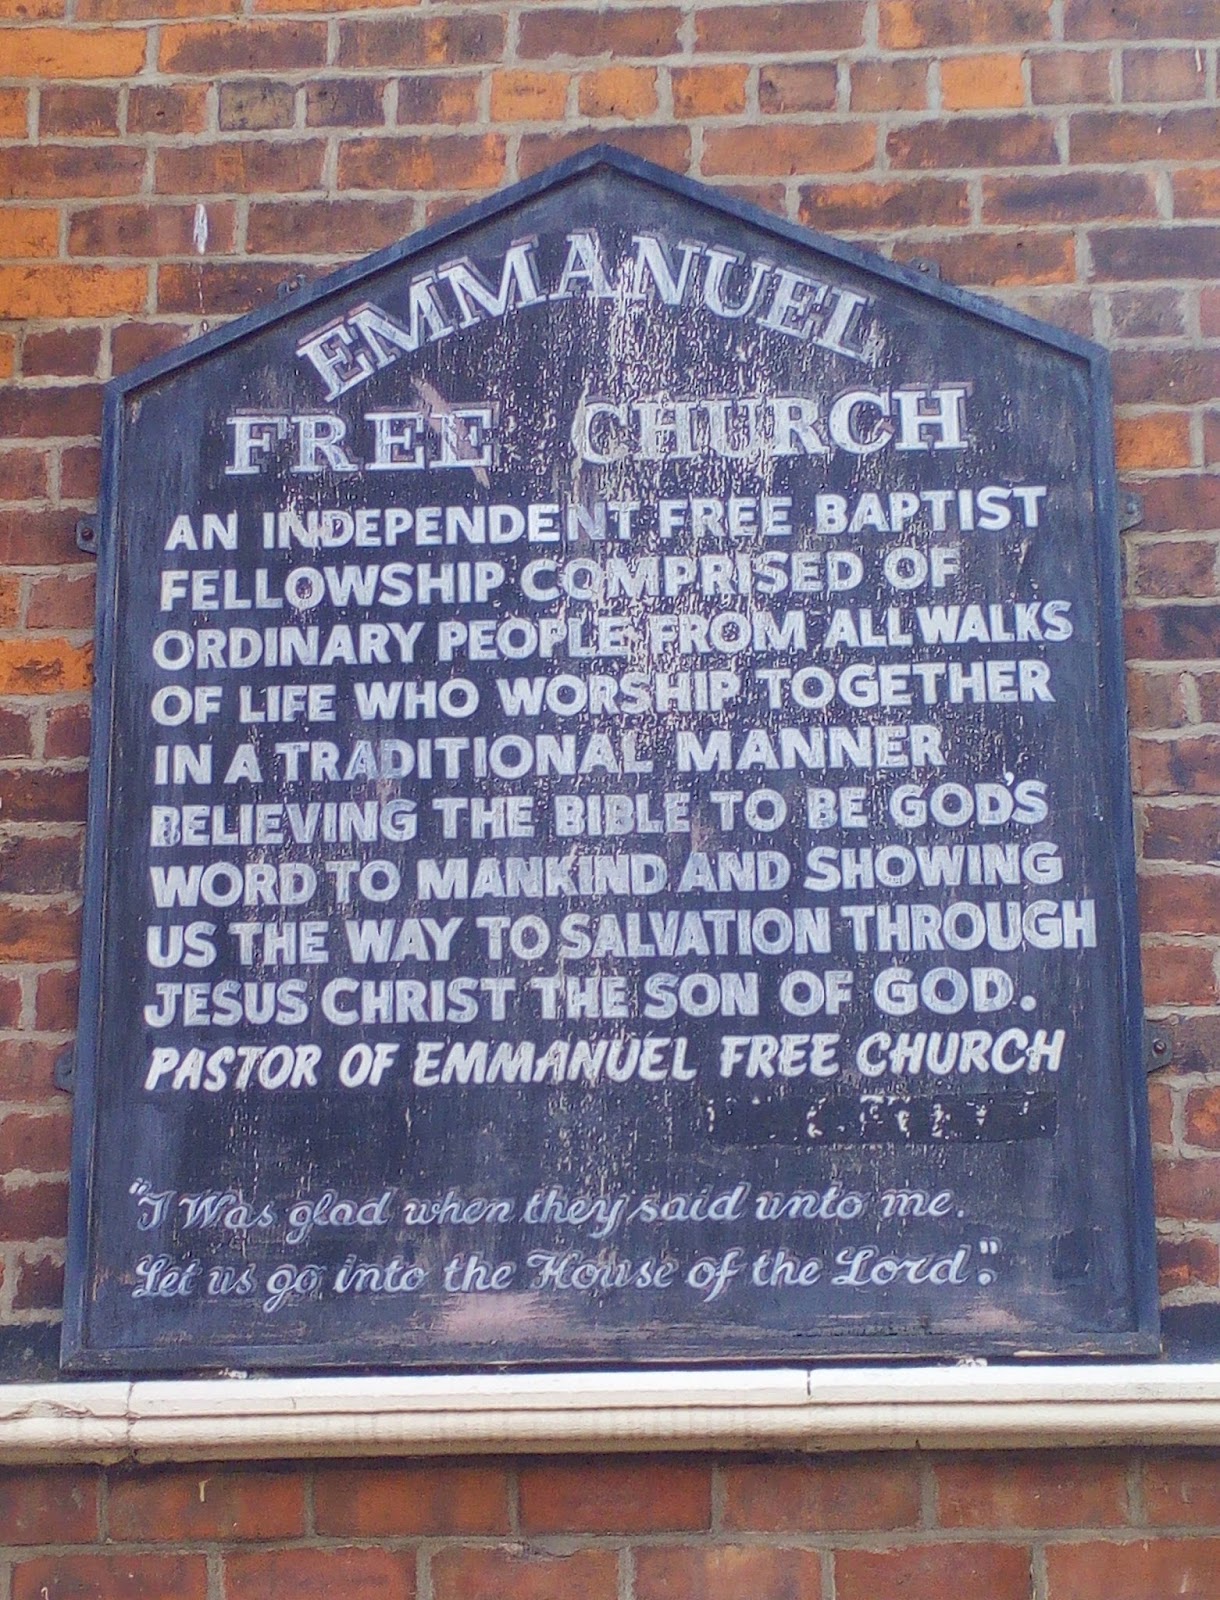 EMMANUEL
FREE CHURCH
AN INDEPENDENT FREE BAPTIST
FELLOWSHIP COMPRISED OF
ORDINARY PEOPLE FROM ALL WALKS
OF LIFE WHO WORSHIP TOGETHER
IN A TRADITIONAL MANNER
BELIEVING THE BIBLE TO BE GOD'S
WORD TO MANKIND AND SHOWING
US THE WAY TO SALVATION THROUGH
JESUS CHRIST THE SON OF GOD.
PASTOR OF EMMANUEL FREE CHURCH
"I Was glad when they said unto me.
Let us go into the House of the Lord".